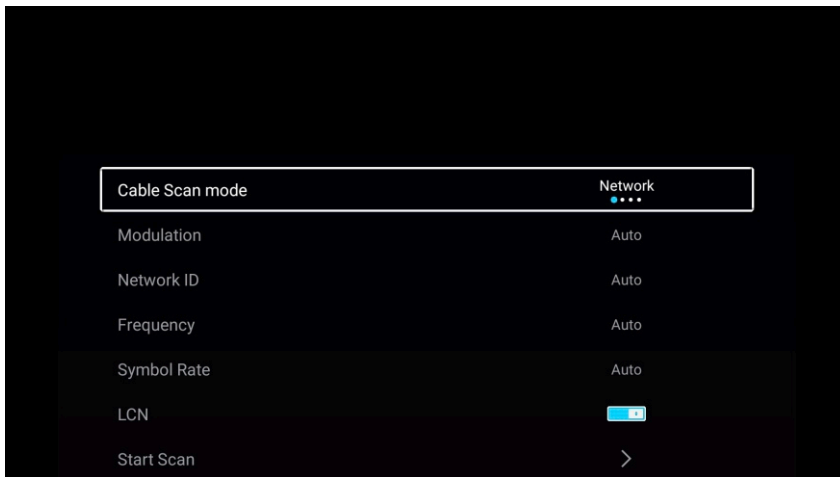 Cable Scan mode Network
Modulation Auto
Network ID Auto
Frequency Auto
Symbol Rate Auto
LCN
Start Scan